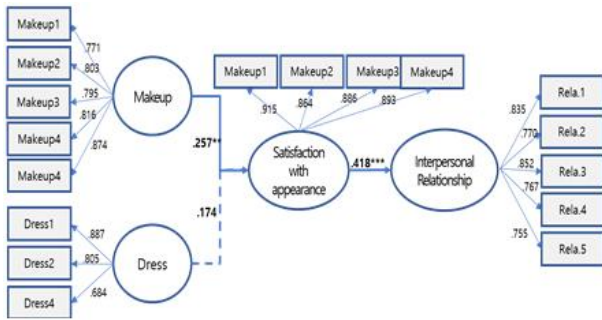 Makeup1
Makeup2
Makeup3
Makeup4
Makeup4
.771
.803
.795
.816
.874
Makeup
Dress1
Dress2
Dress4
.887
.805
.684
Dress
.257**
.174
Makeup1
Makeup2
Makeup3
Makeup4
.915
.864
.886
.893
Satisfaction
with
appearance
.418***
Interpersonal
Relationship
.835
.770
.852
.767
.755
Rela.1
Rela.2
Rela.3
Rela.4
Rela.5